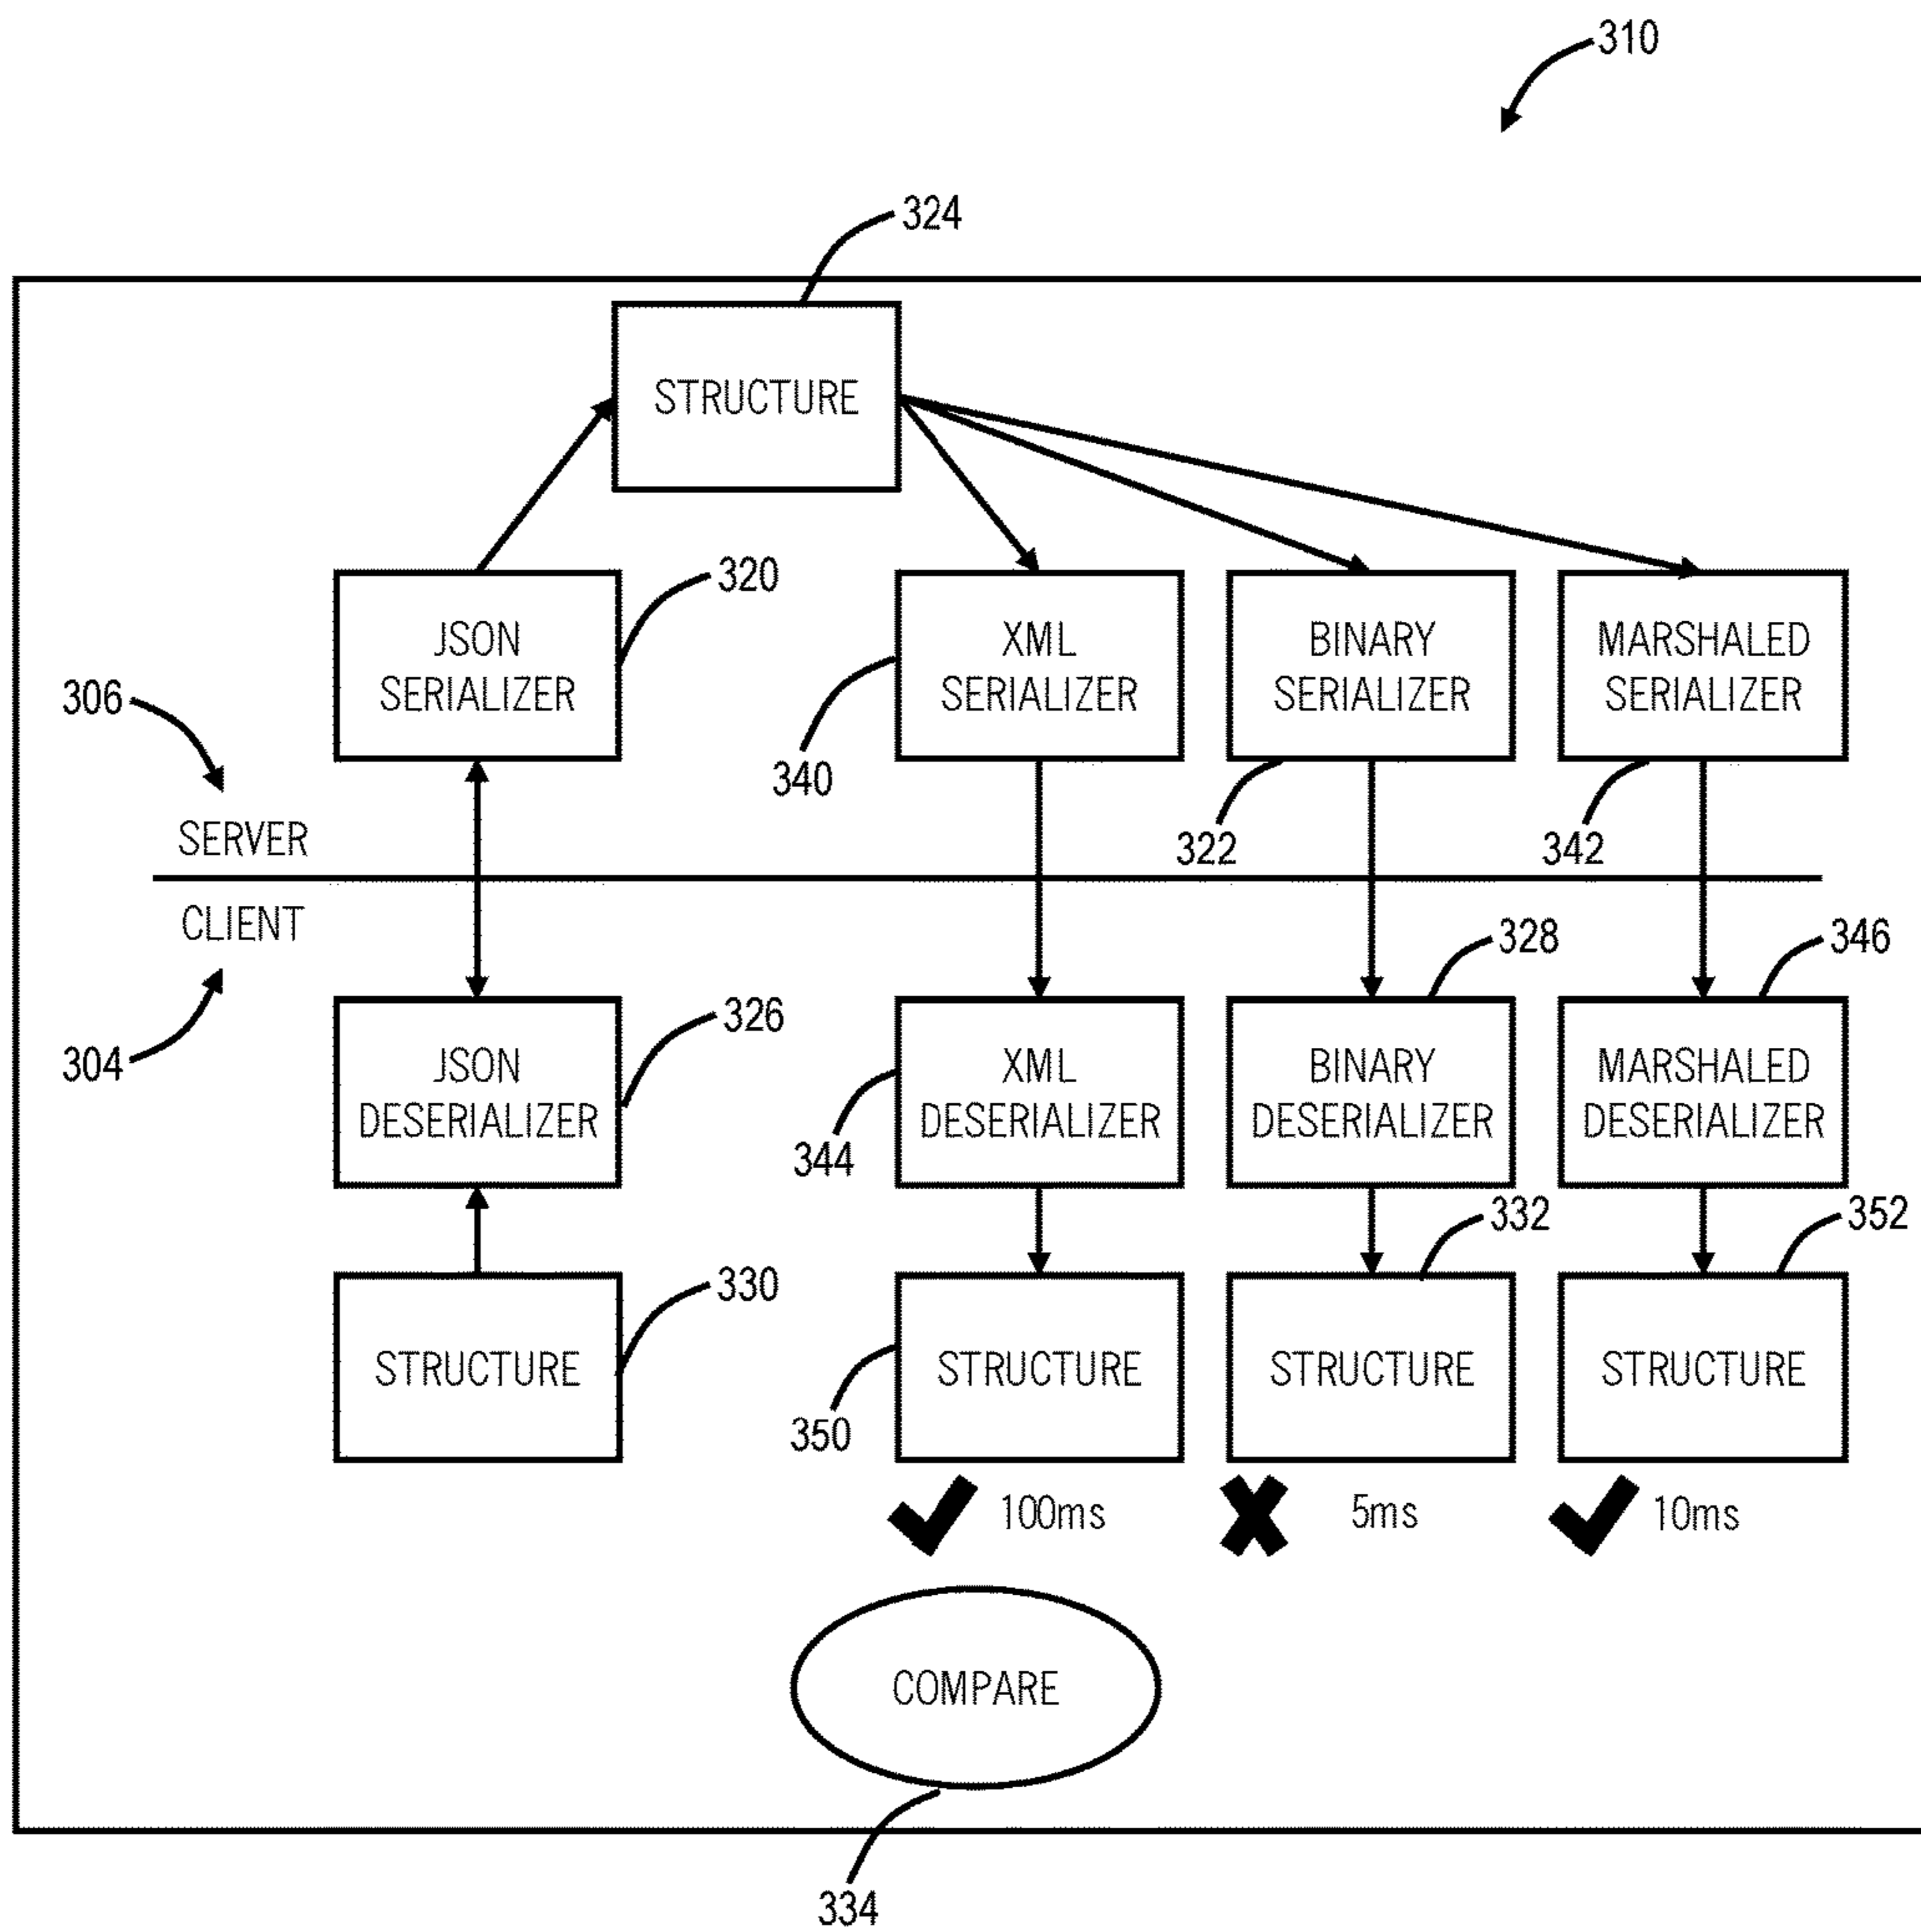 310
324
STRUCTURE
320
JSON
SERIALIZER
XML
SERIALIZER
BINARY
SERIALIZER
MARSHALED
SERIALIZER
306
340
322
342
SERVER
CLIENT
328
346
304
326
JSON
DESERIALIZER
XML
DESERIALIZER
BINARY
DESERIALIZER
MARSHALED
DESERIALIZER
344
332
352
330
STRUCTURE
STRUCTURE
STRUCTURE
STRUCTURE
350
100ms
5ms
10ms
COMPARE
334